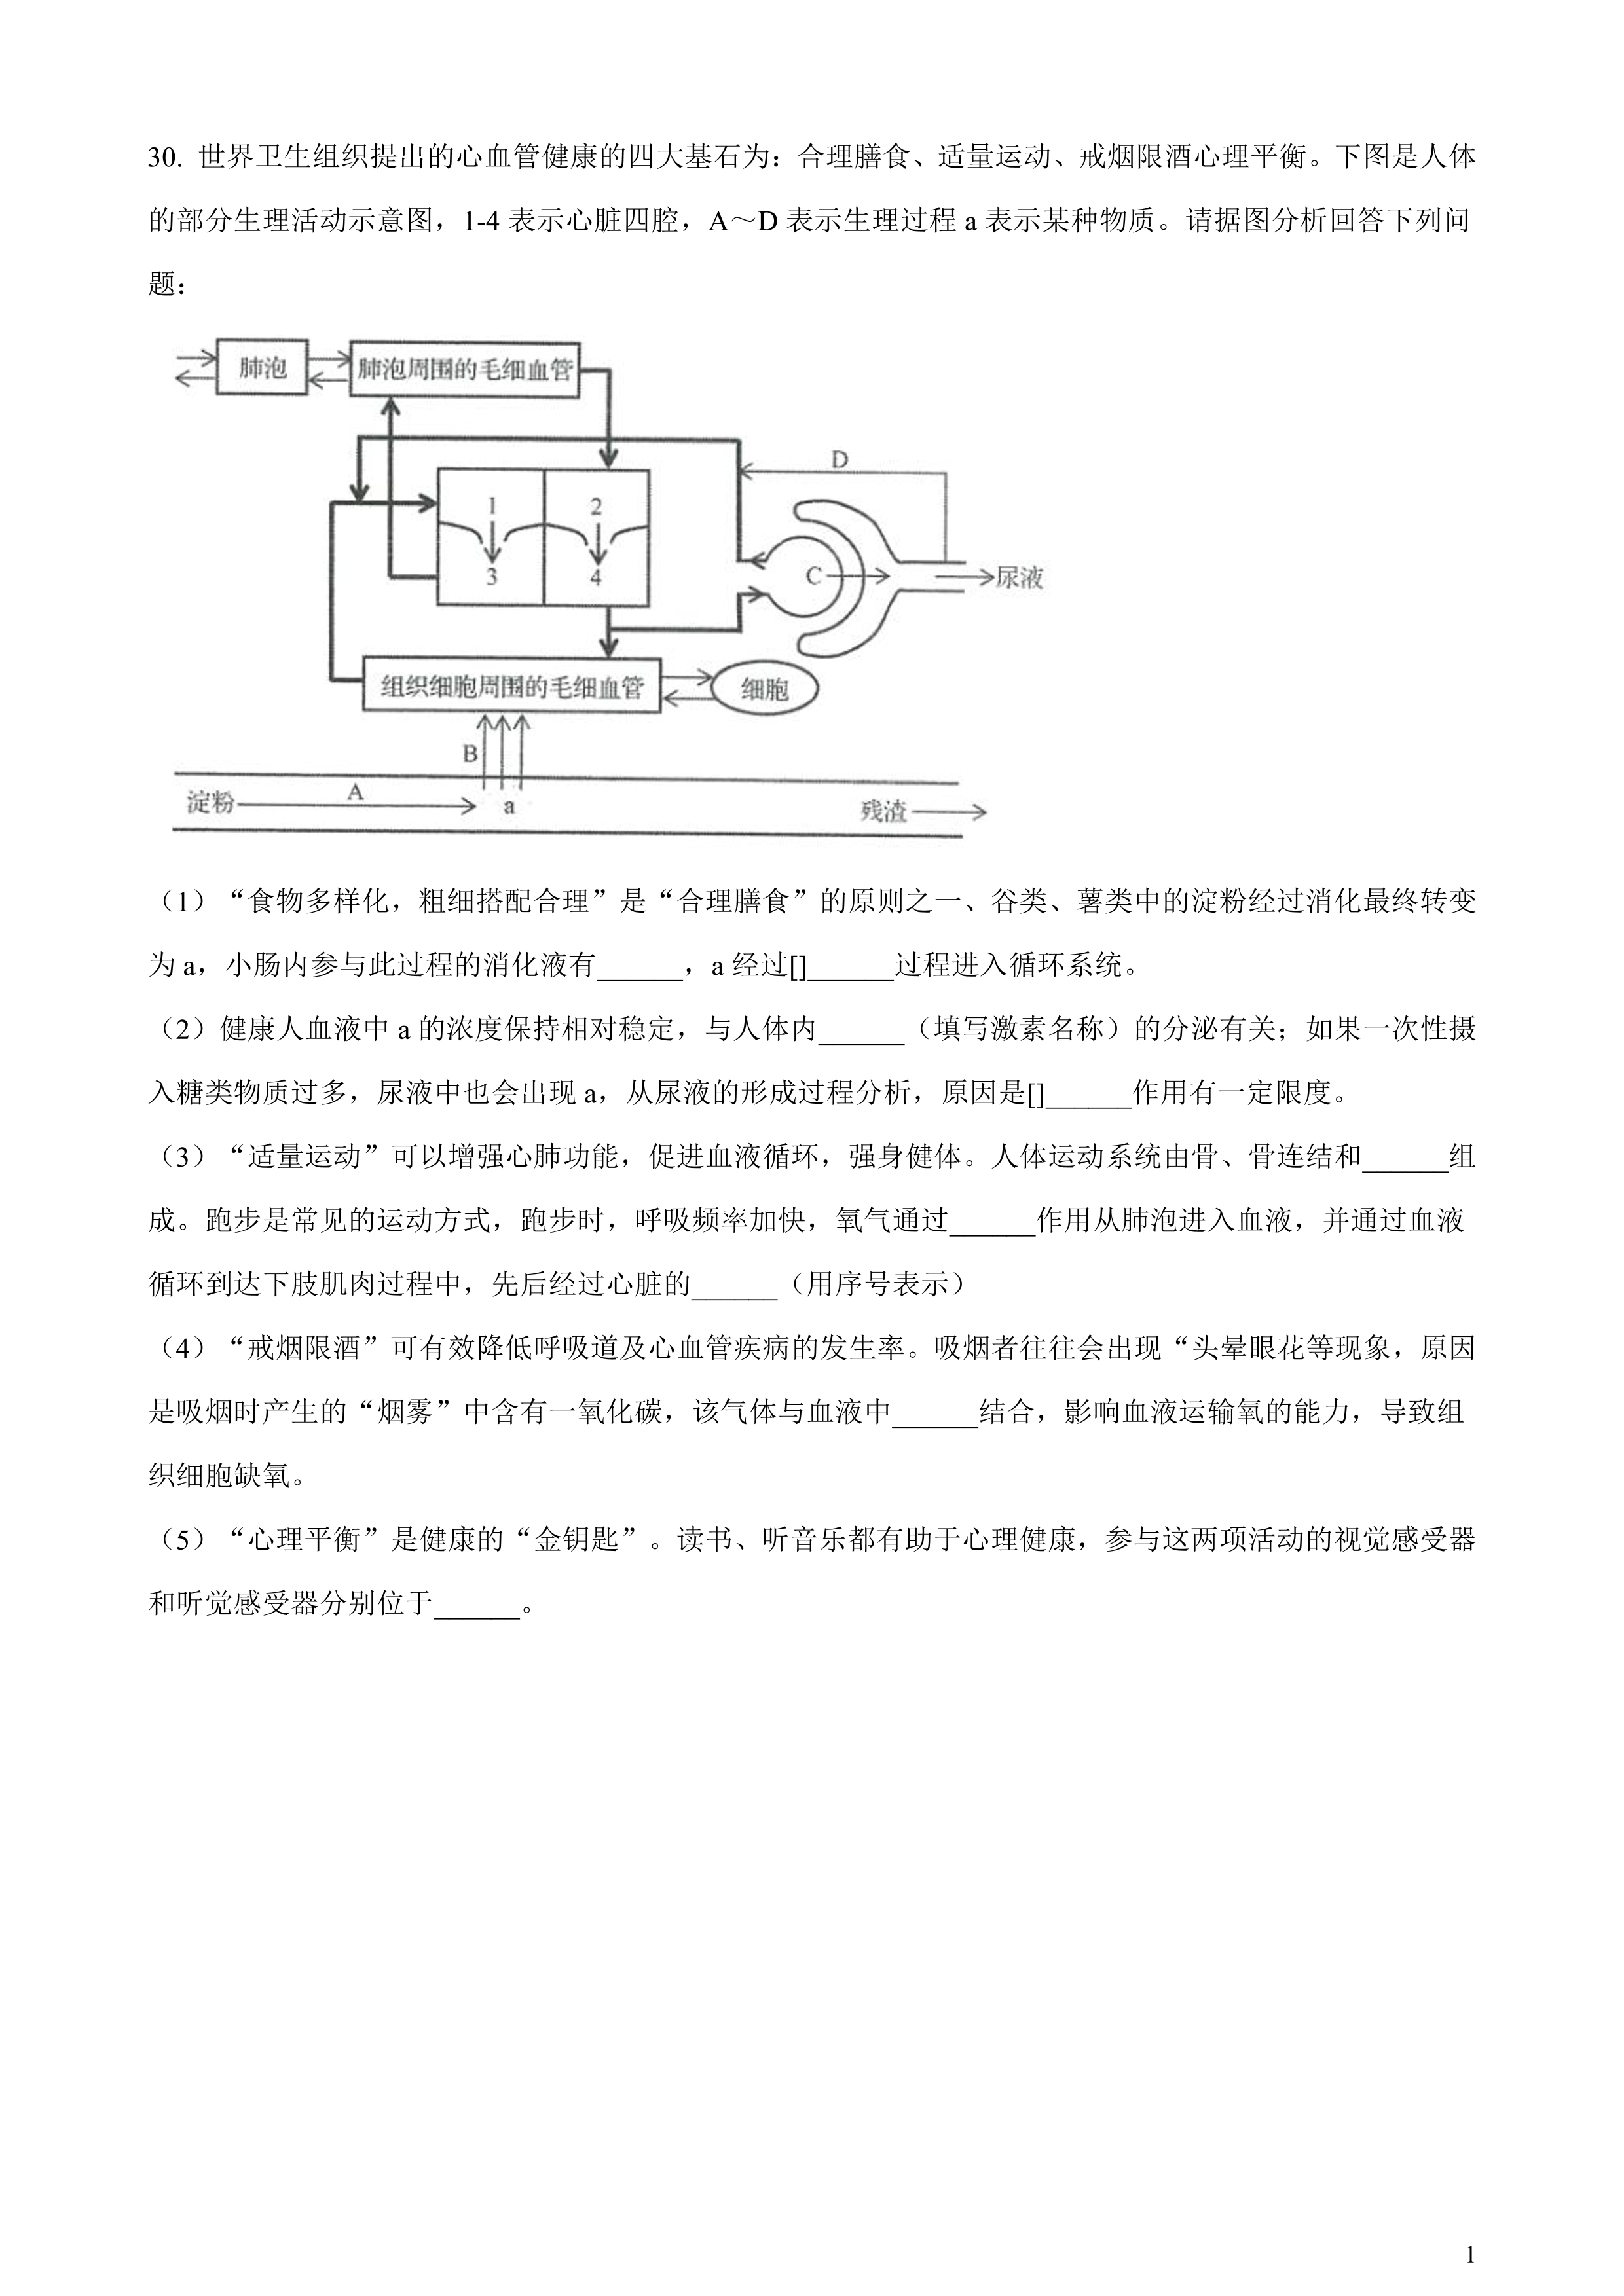 30. 世界卫生组织提出的心血管健康的四大基石为：合理膳食、适量运动、戒烟限酒心理平衡。下图是人体
的部分生理活动示意图，1-4 表示心脏四腔，A～D 表示生理过程 a 表示某种物质。请据图分析回答下列问
题：
肺泡 肺泡周围的毛细血管
D
1 2
3 4
C
尿液
组织细胞周围的毛细血管 细胞
B
淀粉 A a 残渣
（1）“食物多样化，粗细搭配合理”是“合理膳食”的原则之一、谷类、薯类中的淀粉经过消化最终转变
为 a，小肠内参与此过程的消化液有______，a 经过[]______过程进入循环系统。
（2）健康人血液中 a 的浓度保持相对稳定，与人体内______（填写激素名称）的分泌有关；如果一次性摄
入糖类物质过多，尿液中也会出现 a，从尿液的形成过程分析，原因是[]______作用有一定限度。
（3）“适量运动”可以增强心肺功能，促进血液循环，强身健体。人体运动系统由骨、骨连结和______组
成。跑步是常见的运动方式，跑步时，呼吸频率加快，氧气通过______作用从肺泡进入血液，并通过血液
循环到达下肢肌肉过程中，先后经过心脏的______（用序号表示）
（4）“戒烟限酒”可有效降低呼吸道及心血管疾病的发生率。吸烟者往往会出现“头晕眼花等现象，原因
是吸烟时产生的“烟雾”中含有一氧化碳，该气体与血液中______结合，影响血液运输氧的能力，导致组
织细胞缺氧。
（5）“心理平衡”是健康的“金钥匙”。读书、听音乐都有助于心理健康，参与这两项活动的视觉感受器
和听觉感受器分别位于______。
1